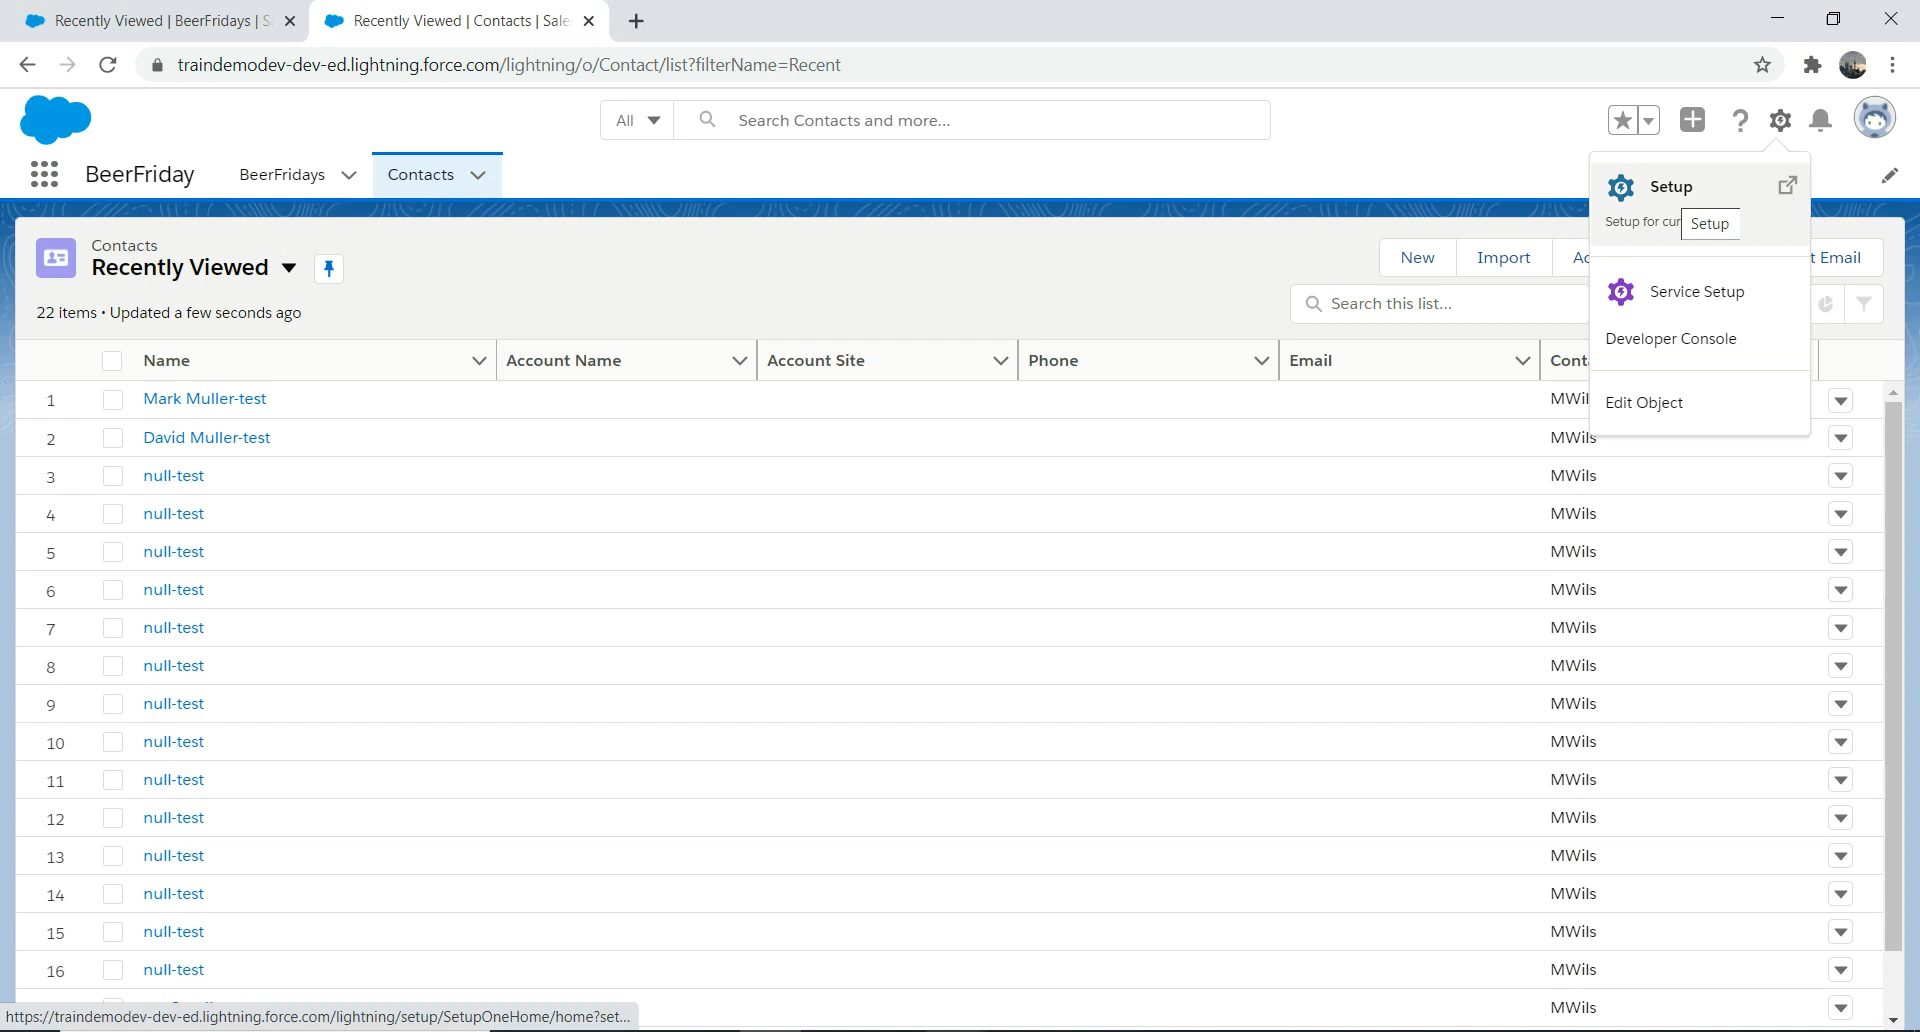 Recently Viewed | BeerFridays | S
Recently Viewed | Contacts | Sale
traindemodev-dev-ed.lightning.force.com/lightning/o/Contact/list?filterName=Recent
All
Search Contacts and more...
BeerFriday
BeerFridays
Contacts
Setup
Setup for cur
Setup
Service Setup
Developer Console
Edit Object
Contacts
Recently Viewed
22 items • Updated a few seconds ago
New
Import
Ad
t Email
Search this list...
Name Account Name Account Site Phone Email Conta
1 Mark Muller-test MWil
2 David Muller-test MWils
3 null-test MWils
4 null-test MWils
5 null-test MWils
6 null-test MWils
7 null-test MWils
8 null-test MWils
9 null-test MWils
10 null-test MWils
11 null-test MWils
12 null-test MWils
13 null-test MWils
14 null-test MWils
15 null-test MWils
16 null-test MWils
MWils
https://traindemodev-dev-ed.lightning.force.com/lightning/setup/SetupOneHome/home?set...